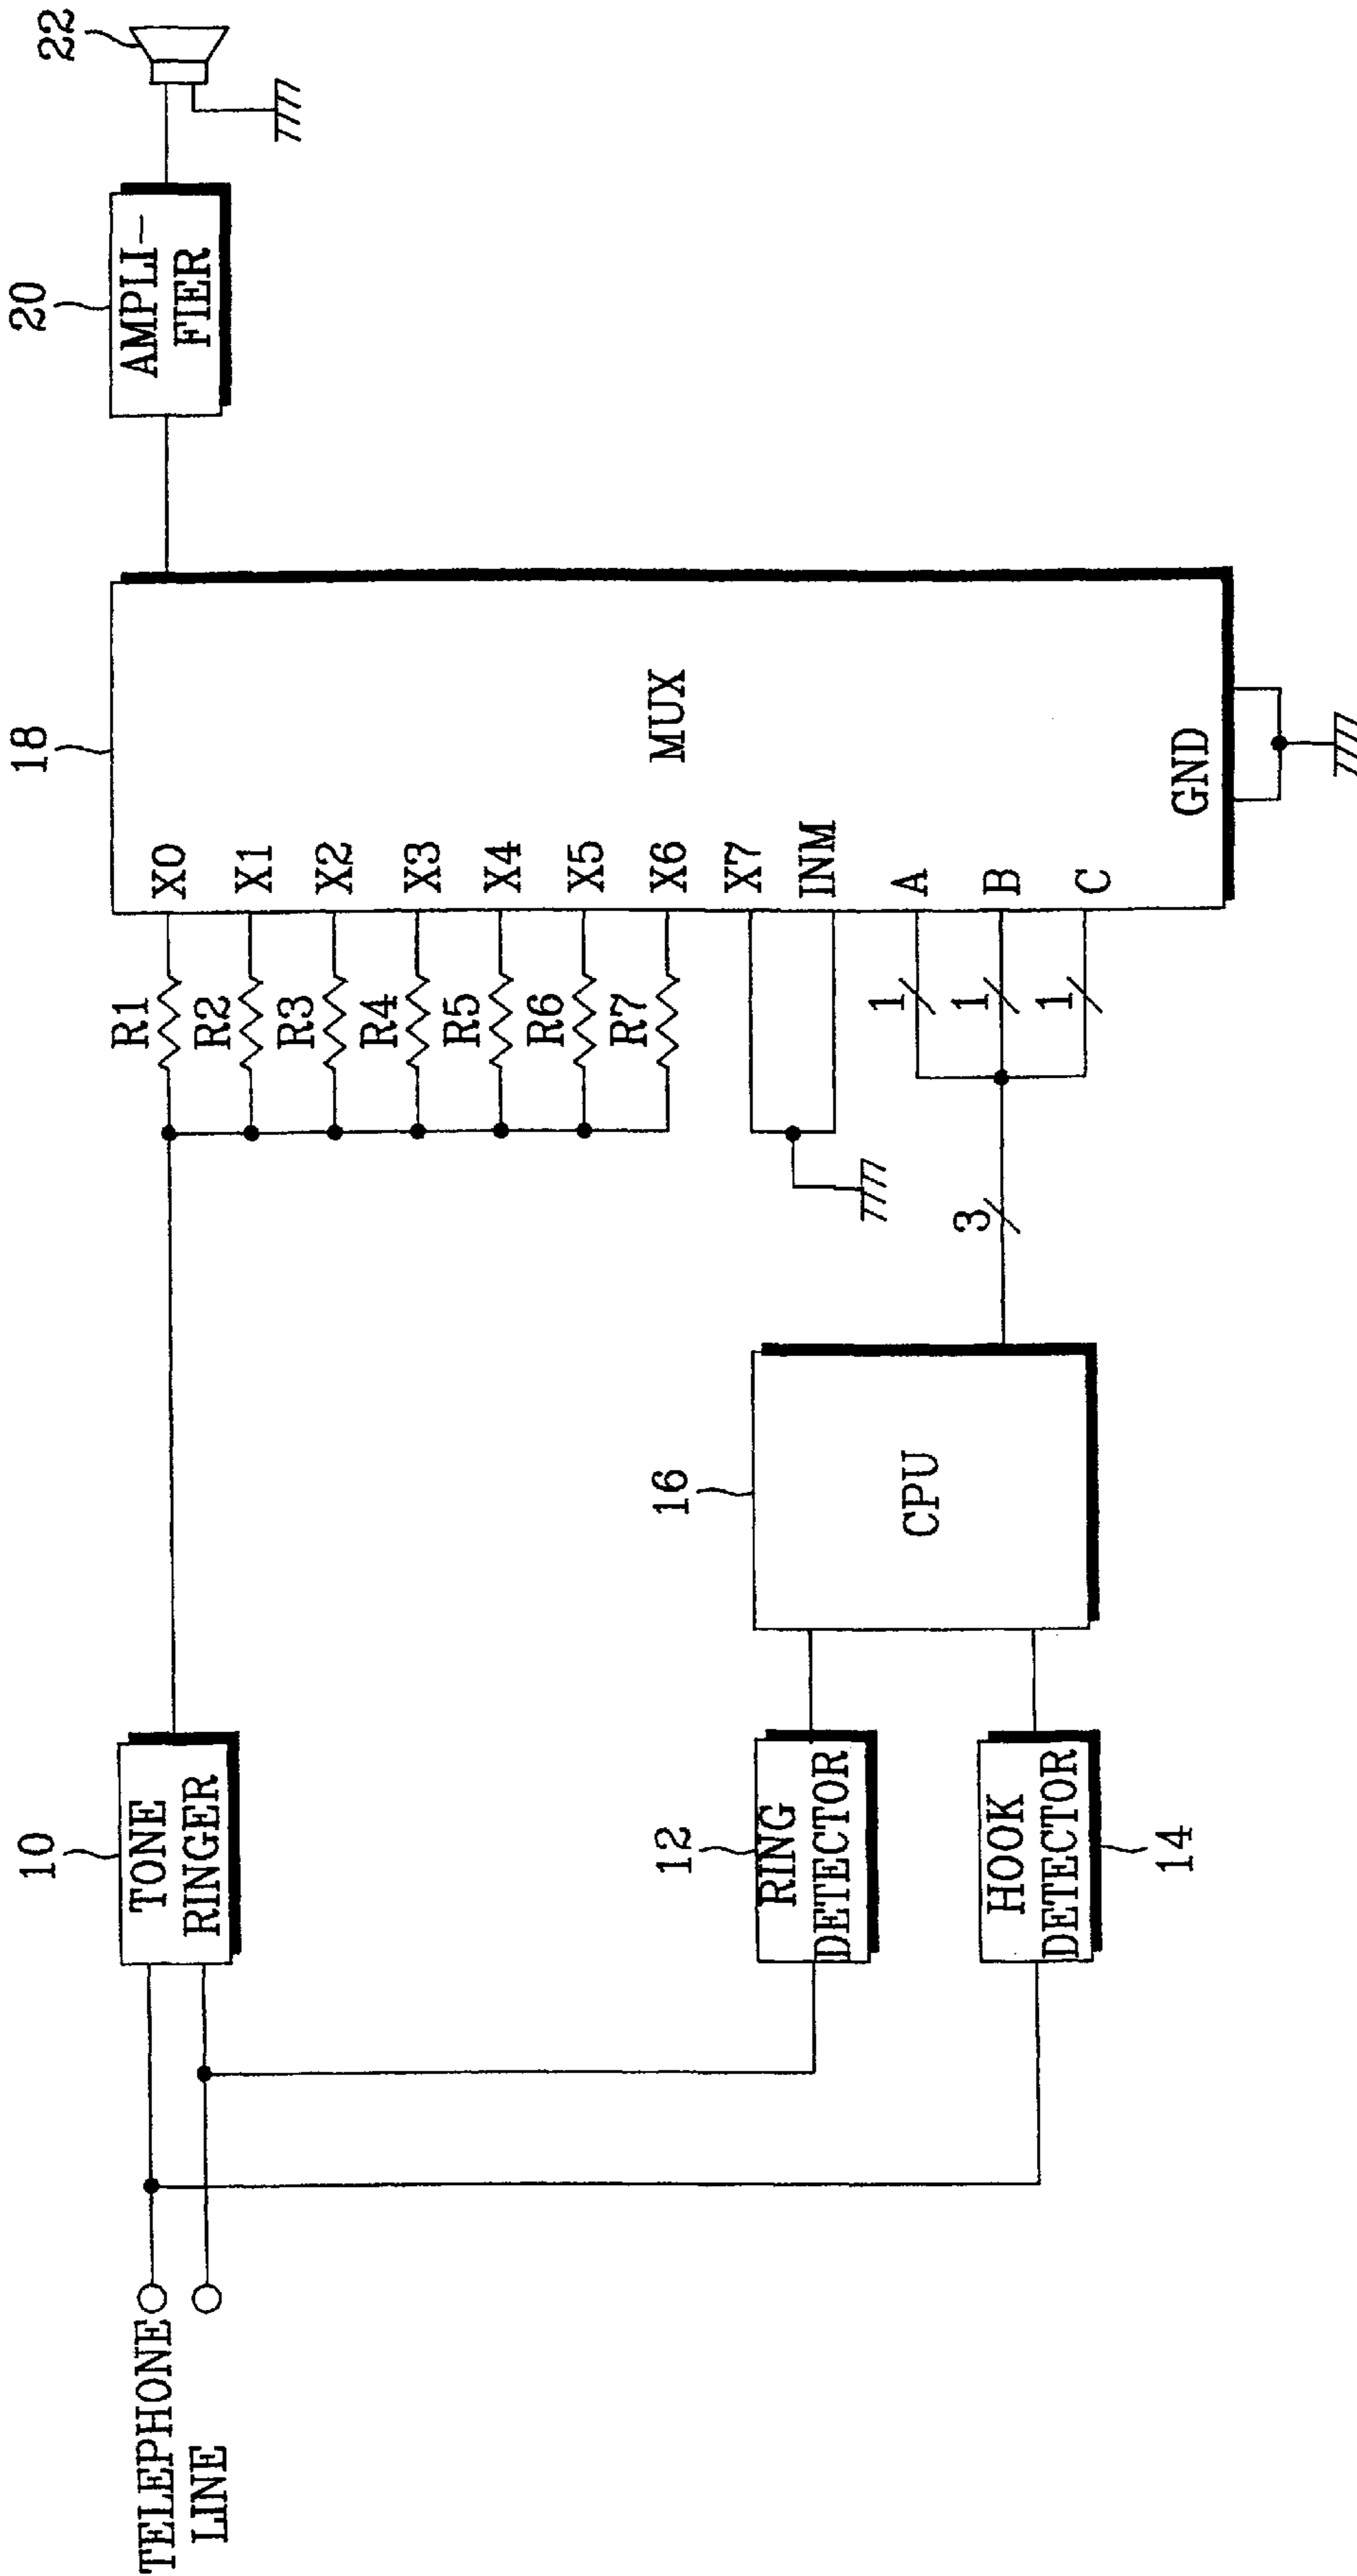 TELEPHONE
LINE
10
TONE
RINGER
12
RING
DETECTOR
HOOK
DETECTOR
14
16
CPU
3
1
1
1
R1
R2
R3
R4
R5
R6
R7
18
X0
X1
X2
X3
X4
X5
X6
X7
INM
A
B
C
MUX
GND
20
AMPLI-
FIER
22